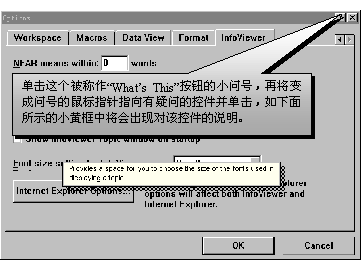 Options
Workspace Macros Data View Format InfoViewer
NEAR means within: 8 words
单击这个被称作“What's This”按钮的小问号，再将变成问号的鼠标指针指向有疑问的控件并单击，如下面所示的小黄框中将会出现对该控件的说明。
Show InfoViewer Topic window on startup
Font size
Provides a space for you to choose the size of the fonts used in displaying a topic.
Internet Explorer Options...
options will affect both InfoViewer and
Internet Explorer.
OK Cancel